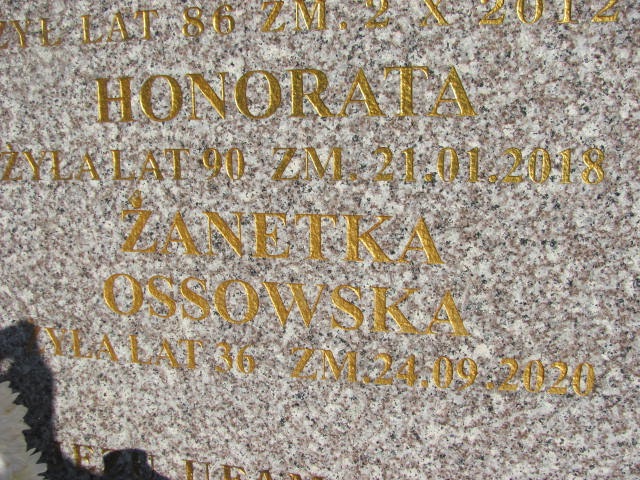 ŻYŁ LAT 86 ZM. 2 X 2012
HONORATA
ŻYŁA LAT 90 ZM. 21.01.2018
ŻANETKA
OSSOWSKA
ŻYŁA LAT 36 ZM.24.09.2020